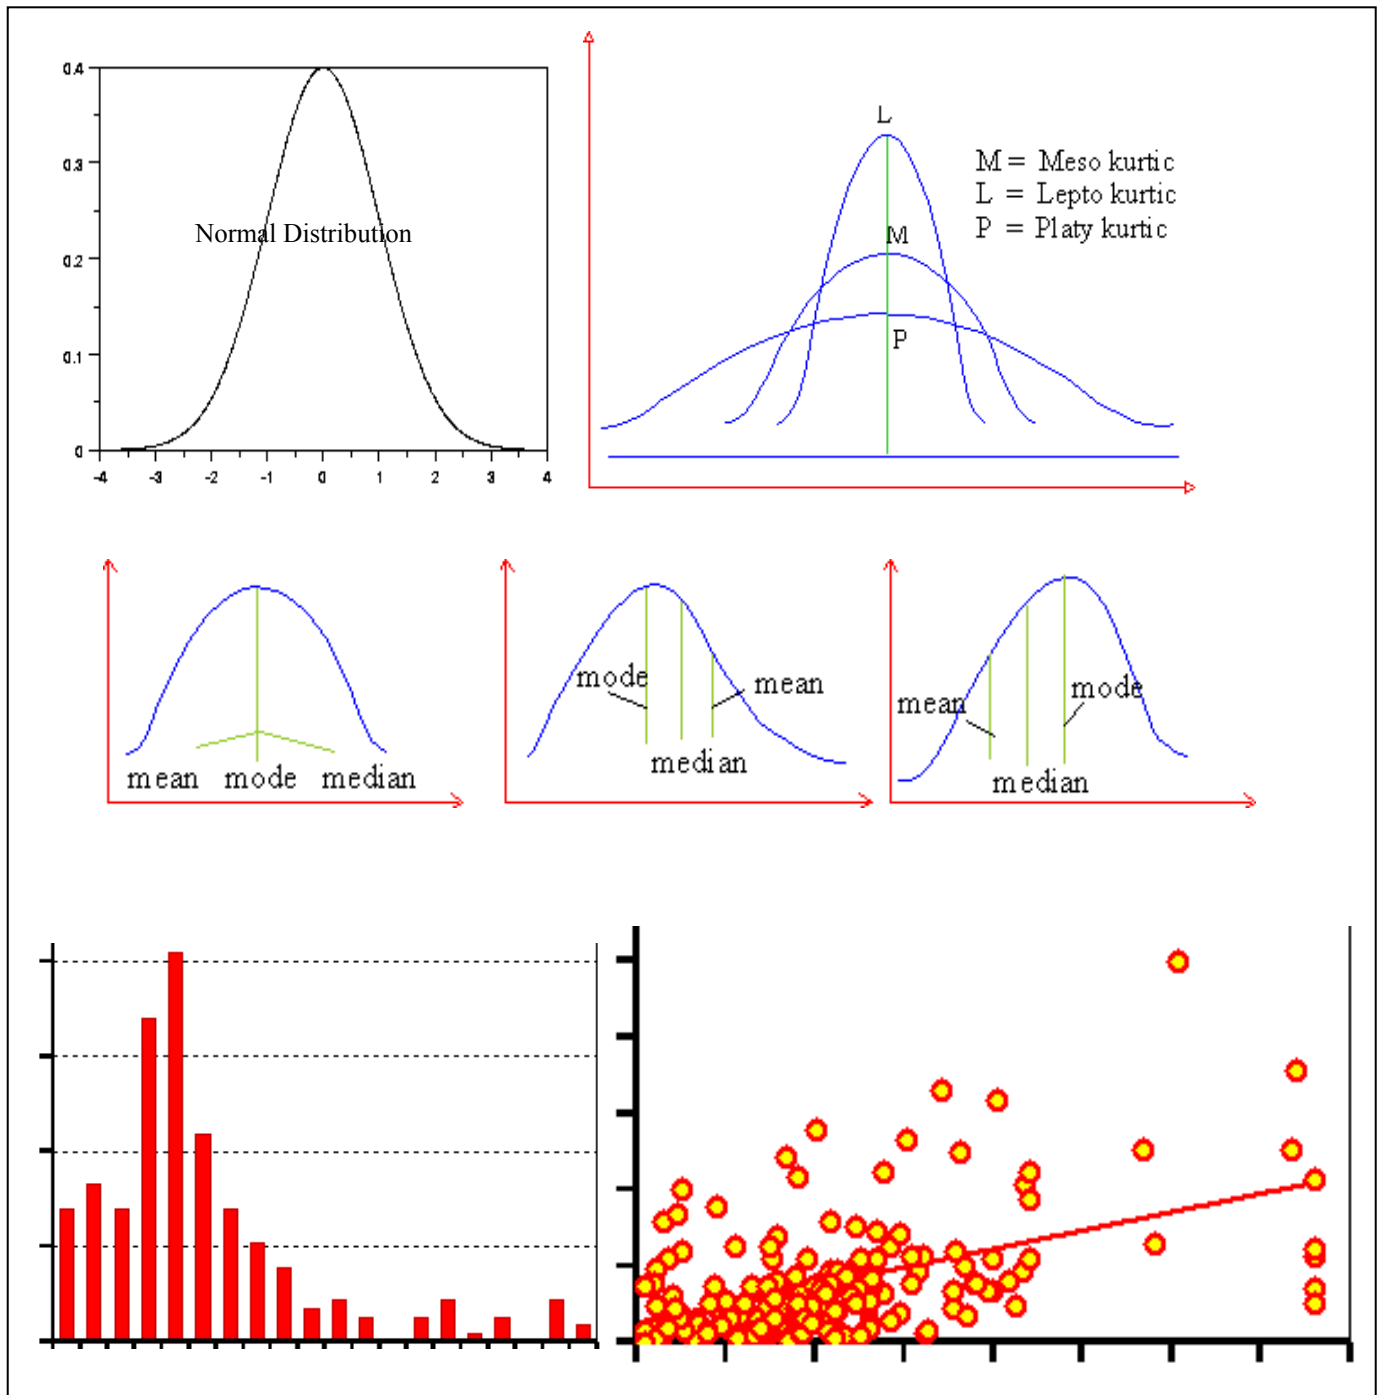 0.4
0.3
0.2
0.1
0
-4 -3 -2 -1 0 1 2 3 4
Normal Distribution
L
M
P
M = Meso kurtic
L = Lepto kurtic
P = Platy kurtic
mean mode median
mode
mean
median
mean
mode
median